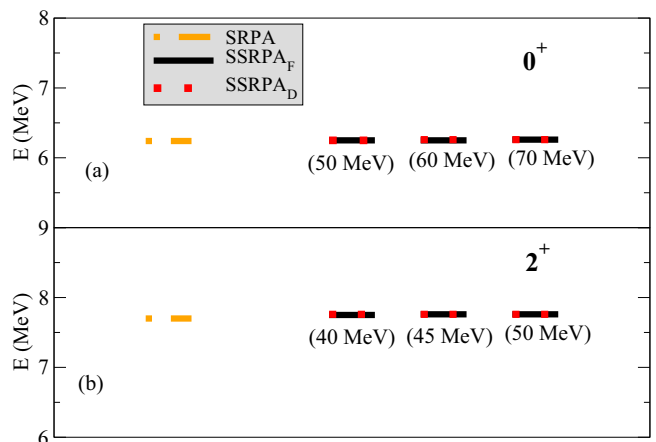 8
SRPA
SSRPA_F
SSRPA_D
0^+
7
E (MeV)
6
(50 MeV) (60 MeV) (70 MeV)
(a)
9
2^+
8
E (MeV)
7
(40 MeV) (45 MeV) (50 MeV)
(b)
6